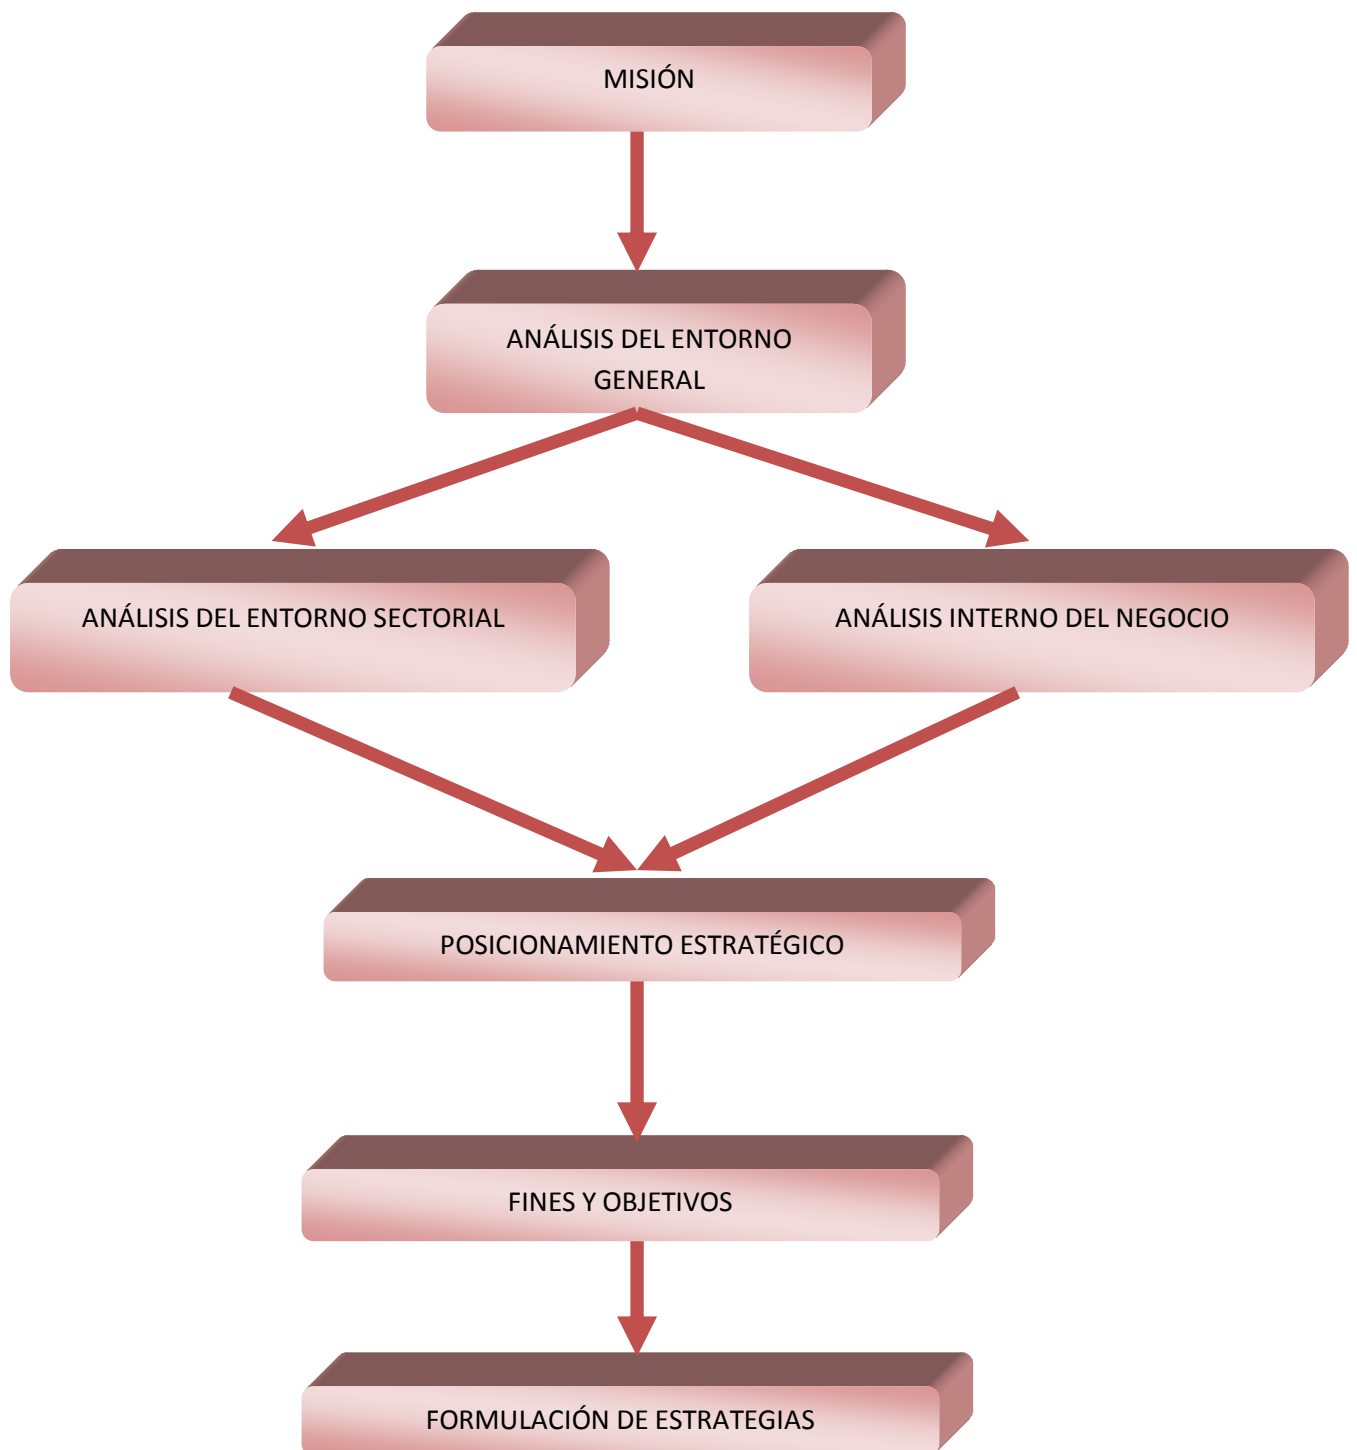 MISIÓN
ANÁLISIS DEL ENTORNO
GENERAL
ANÁLISIS DEL ENTORNO SECTORIAL
ANÁLISIS INTERNO DEL NEGOCIO
POSICIONAMIENTO ESTRATÉGICO
FINES Y OBJETIVOS
FORMULACIÓN DE ESTRATEGIAS